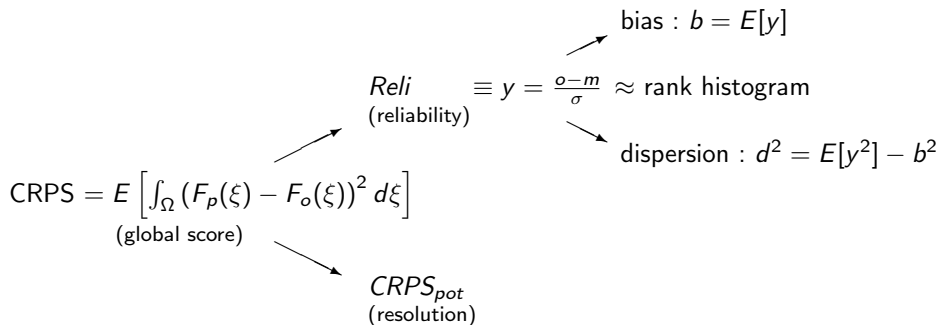 bias : b = E[y]
Reli ≡ y = (o−m)/σ ≈ rank histogram
(reliability)
dispersion : d² = E[y²] − b²
CRPS = E [∫_Ω (F_p(ξ) − F_o(ξ))² dξ]
(global score)
CRPS_pot
(resolution)